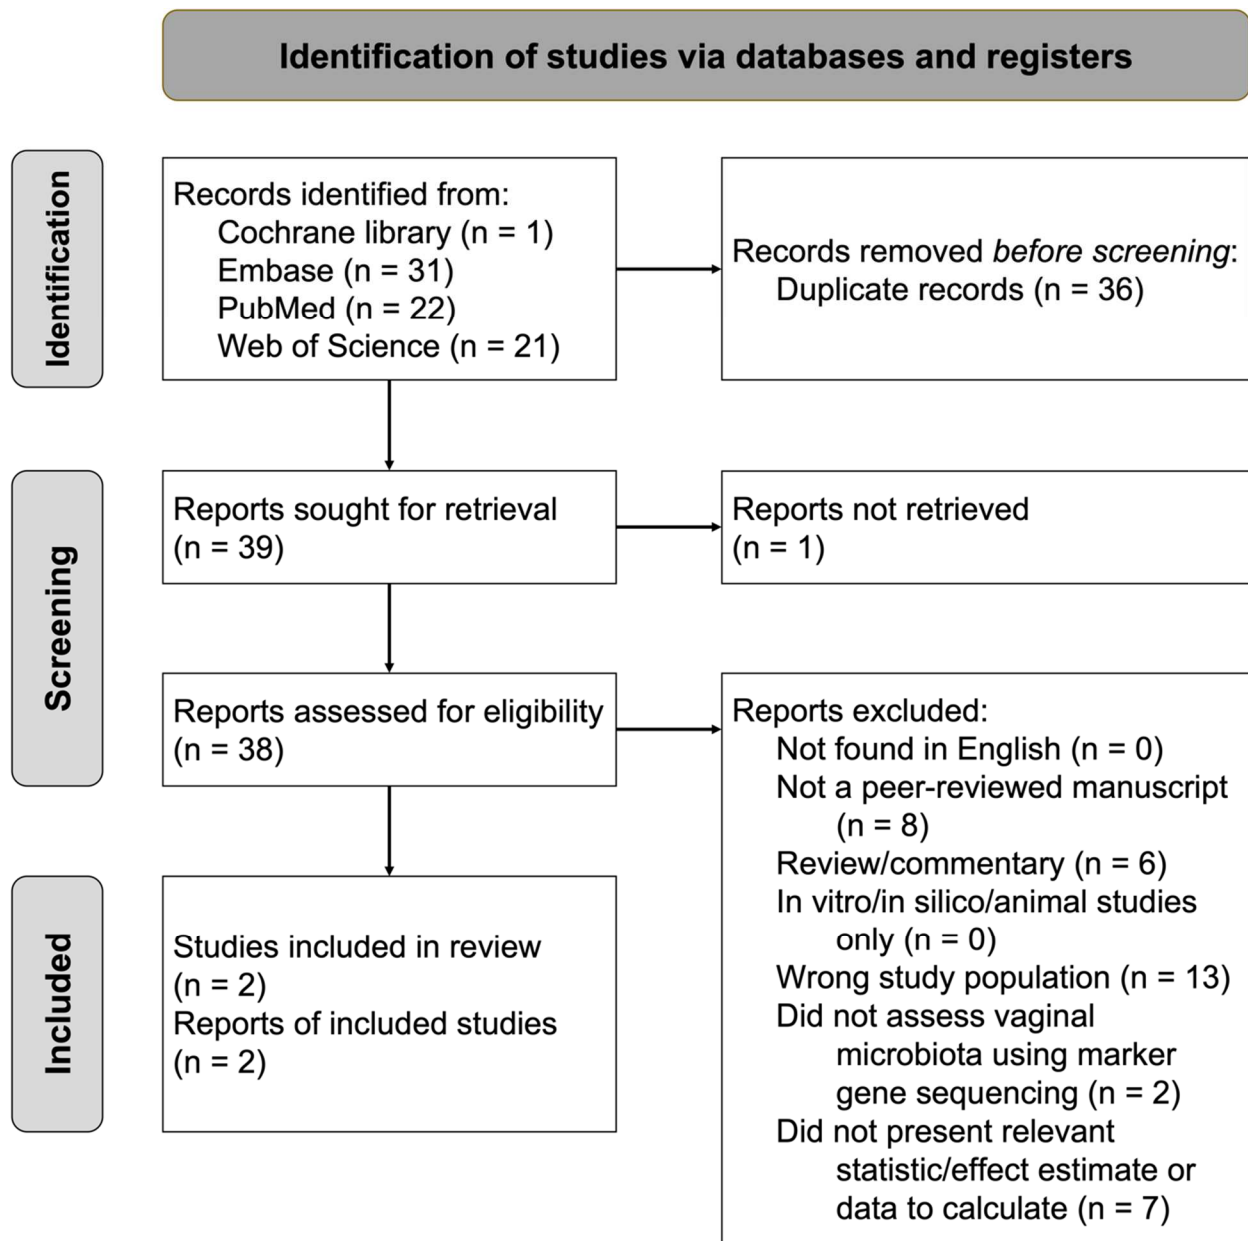 Identification of studies via databases and registers
Identification
Records identified from:
Cochrane library (n = 1)
Embase (n = 31)
PubMed (n = 22)
Web of Science (n = 21)
Records removed before screening:
Duplicate records (n = 36)
Screening
Reports sought for retrieval
(n = 39)
Reports not retrieved
(n = 1)
Reports assessed for eligibility
(n = 38)
Reports excluded:
Not found in English (n = 0)
Not a peer-reviewed manuscript
(n = 8)
Review/commentary (n = 6)
In vitro/in silico/animal studies
only (n = 0)
Wrong study population (n = 13)
Did not assess vaginal
microbiota using marker
gene sequencing (n = 2)
Did not present relevant
statistic/effect estimate or
data to calculate (n = 7)
Included
Studies included in review
(n = 2)
Reports of included studies
(n = 2)